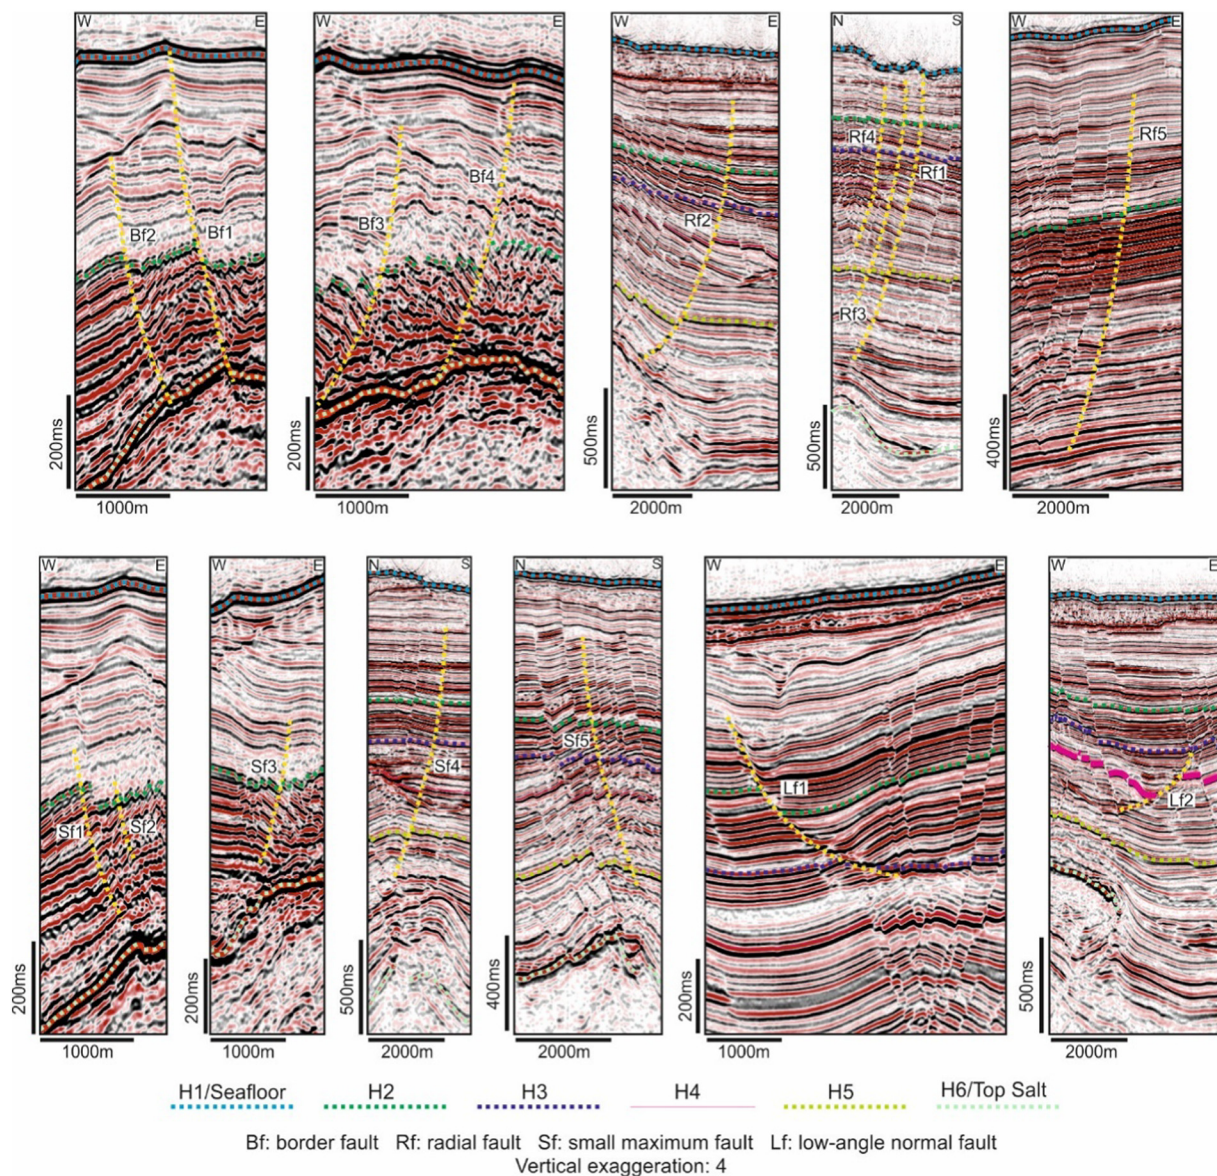 W E
Bf2 Bf1
200ms
1000m
W E
Bf3 Bf4
200ms
1000m
W E
Rf2
500ms
2000m
N S
Rf4 Rf1
Rf3
500ms
2000m
W E
Rf5
400ms
2000m
W E
Sf1 Sf2
200ms
1000m
W E
Sf3
200ms
1000m
N S
Sf4
500ms
2000m
N S
Sf5
400ms
2000m
W E
Lf1
200ms
1000m
W E
Lf2
500ms
2000m
H1/Seafloor H2 H3 H4 H5 H6/Top Salt
Bf: border fault Rf: radial fault Sf: small maximum fault Lf: low-angle normal fault
Vertical exaggeration: 4